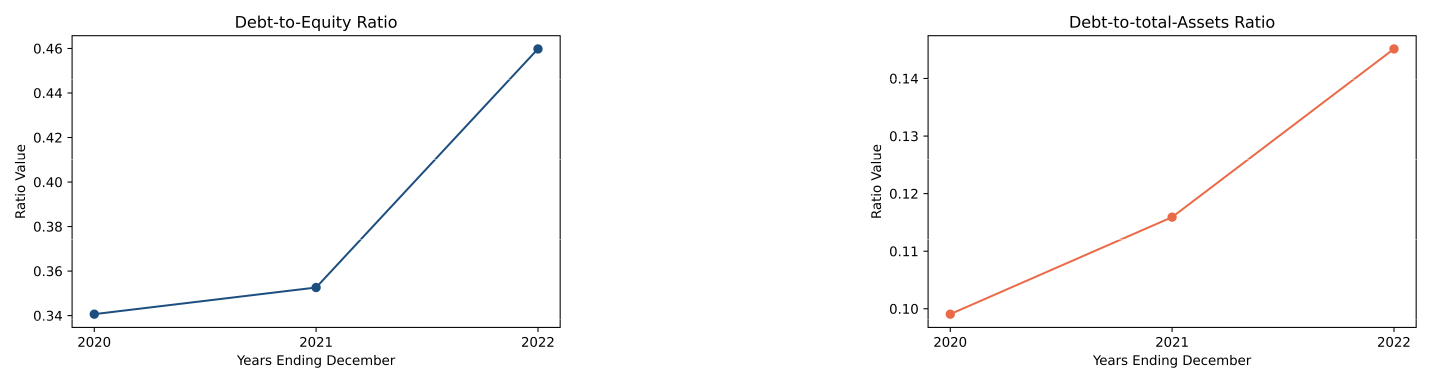 Debt-to-Equity Ratio
Ratio Value
0.46
0.44
0.42
0.40
0.38
0.36
0.34
2020 2021 2022
Years Ending December
Debt-to-total-Assets Ratio
Ratio Value
0.14
0.13
0.12
0.11
0.10
2020 2021 2022
Years Ending December